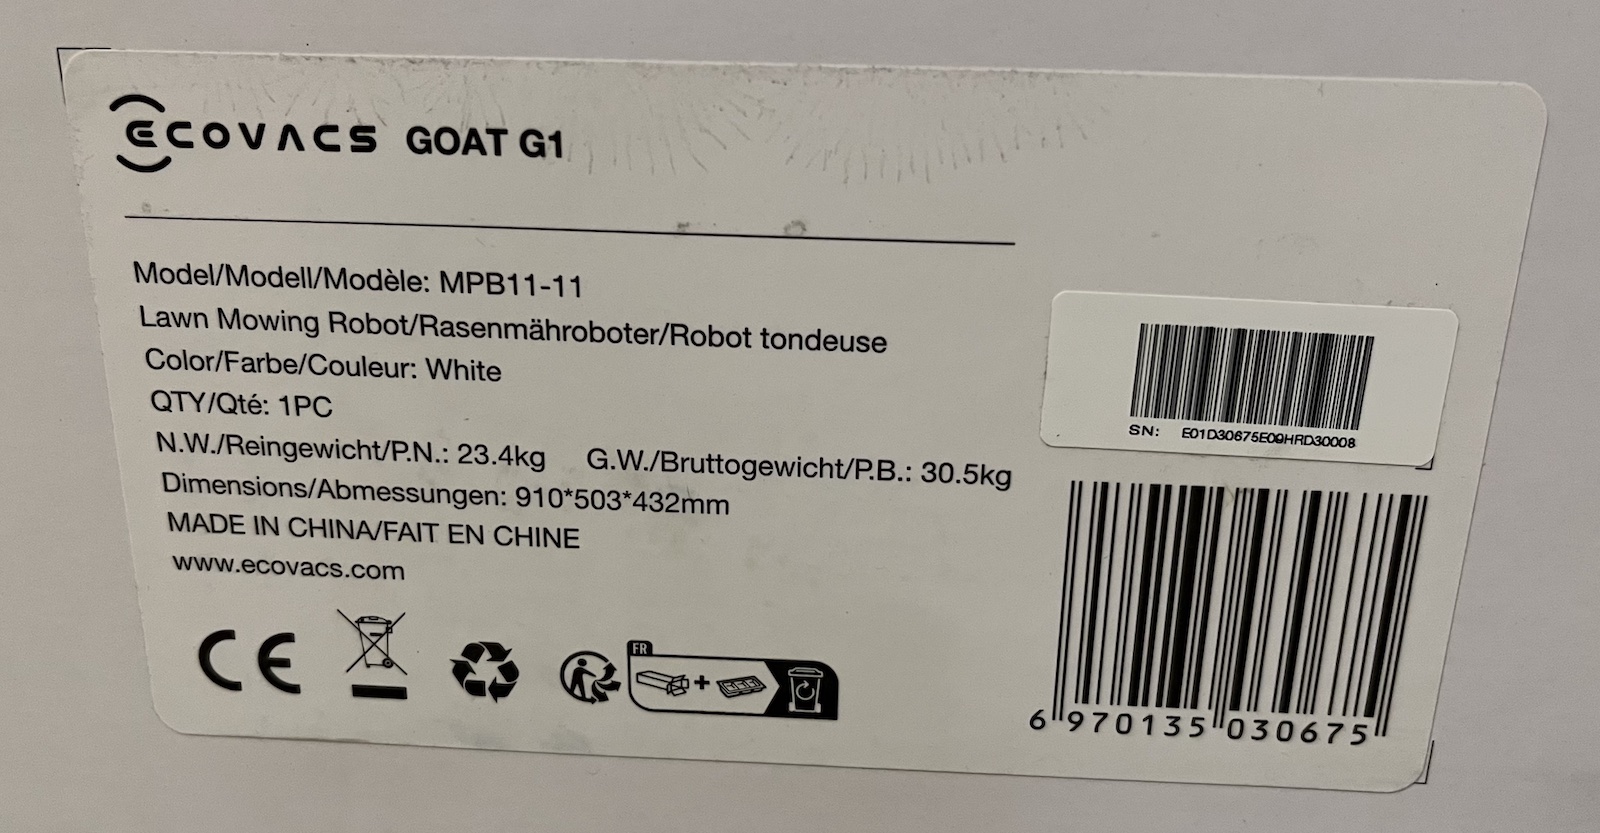 ECOVACS GOAT G1
Model/Modell/Modèle: MPB11-11
Lawn Mowing Robot/Rasenmähroboter/Robot tondeuse
Color/Farbe/Couleur: White
QTY/Qté: 1PC
N.W./Reingewicht/P.N.: 23.4kg G.W./Bruttogewicht/P.B.: 30.5kg
Dimensions/Abmessungen: 910*503*432mm
MADE IN CHINA/FAIT EN CHINE
www.ecovacs.com
CE
FR
+
SN: E01D30675E09HRD30008
6 970135 030675